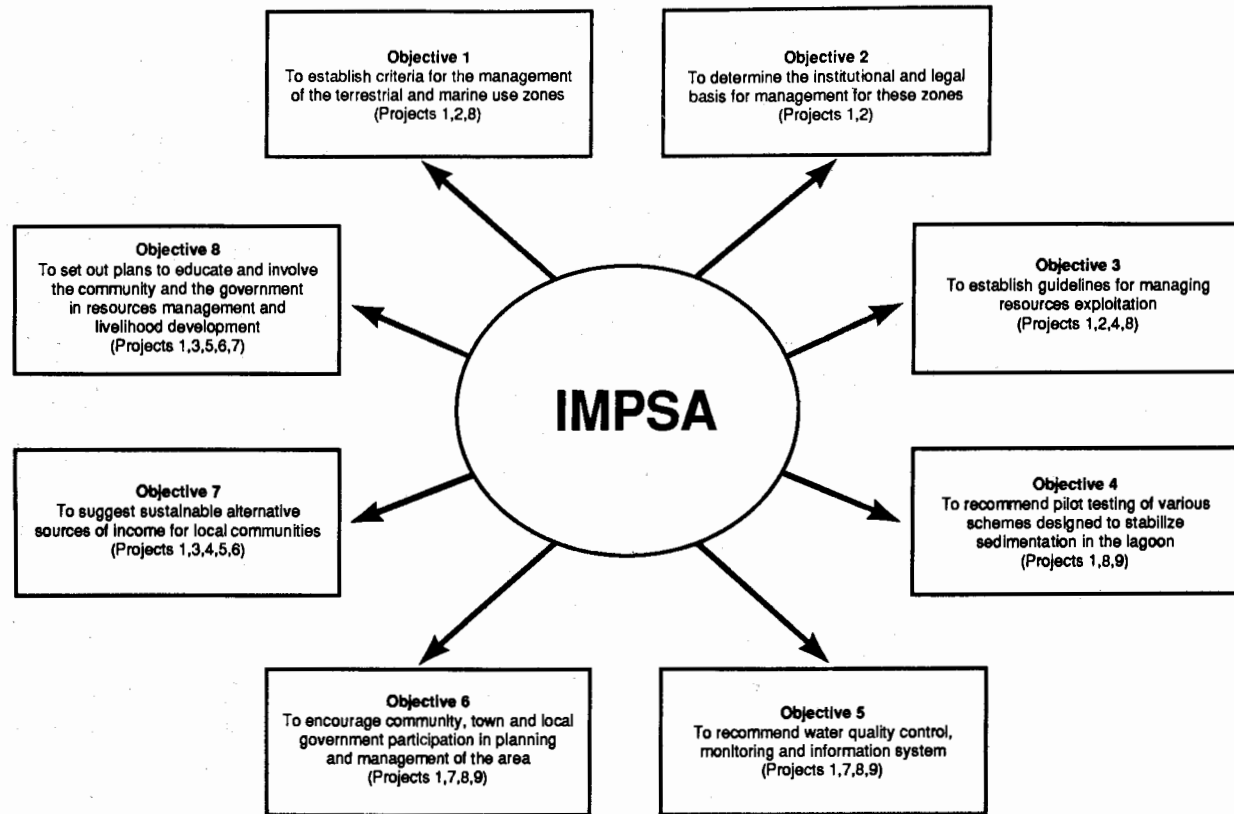 Objective 1
To establish criteria for the management
of the terrestrial and marine use zones
(Projects 1,2,8)
Objective 2
To determine the institutional and legal
basis for management for these zones
(Projects 1,2)
Objective 3
To establish guidelines for managing
resources exploitation
(Projects 1,2,4,8)
Objective 4
To recommend pilot testing of various
schemes designed to stabilize
sedimentation in the lagoon
(Projects 1,8,9)
Objective 5
To recommend water quality control,
monitoring and information system
(Projects 1,7,8,9)
Objective 6
To encourage community, town and local
government participation in planning
and management of the area
(Projects 1,7,8,9)
Objective 7
To suggest sustainable alternative
sources of income for local communities
(Projects 1,3,4,5,6)
Objective 8
To set out plans to educate and involve
the community and the government
in resources management and
livelihood development
(Projects 1,3,5,6,7)
IMPSA